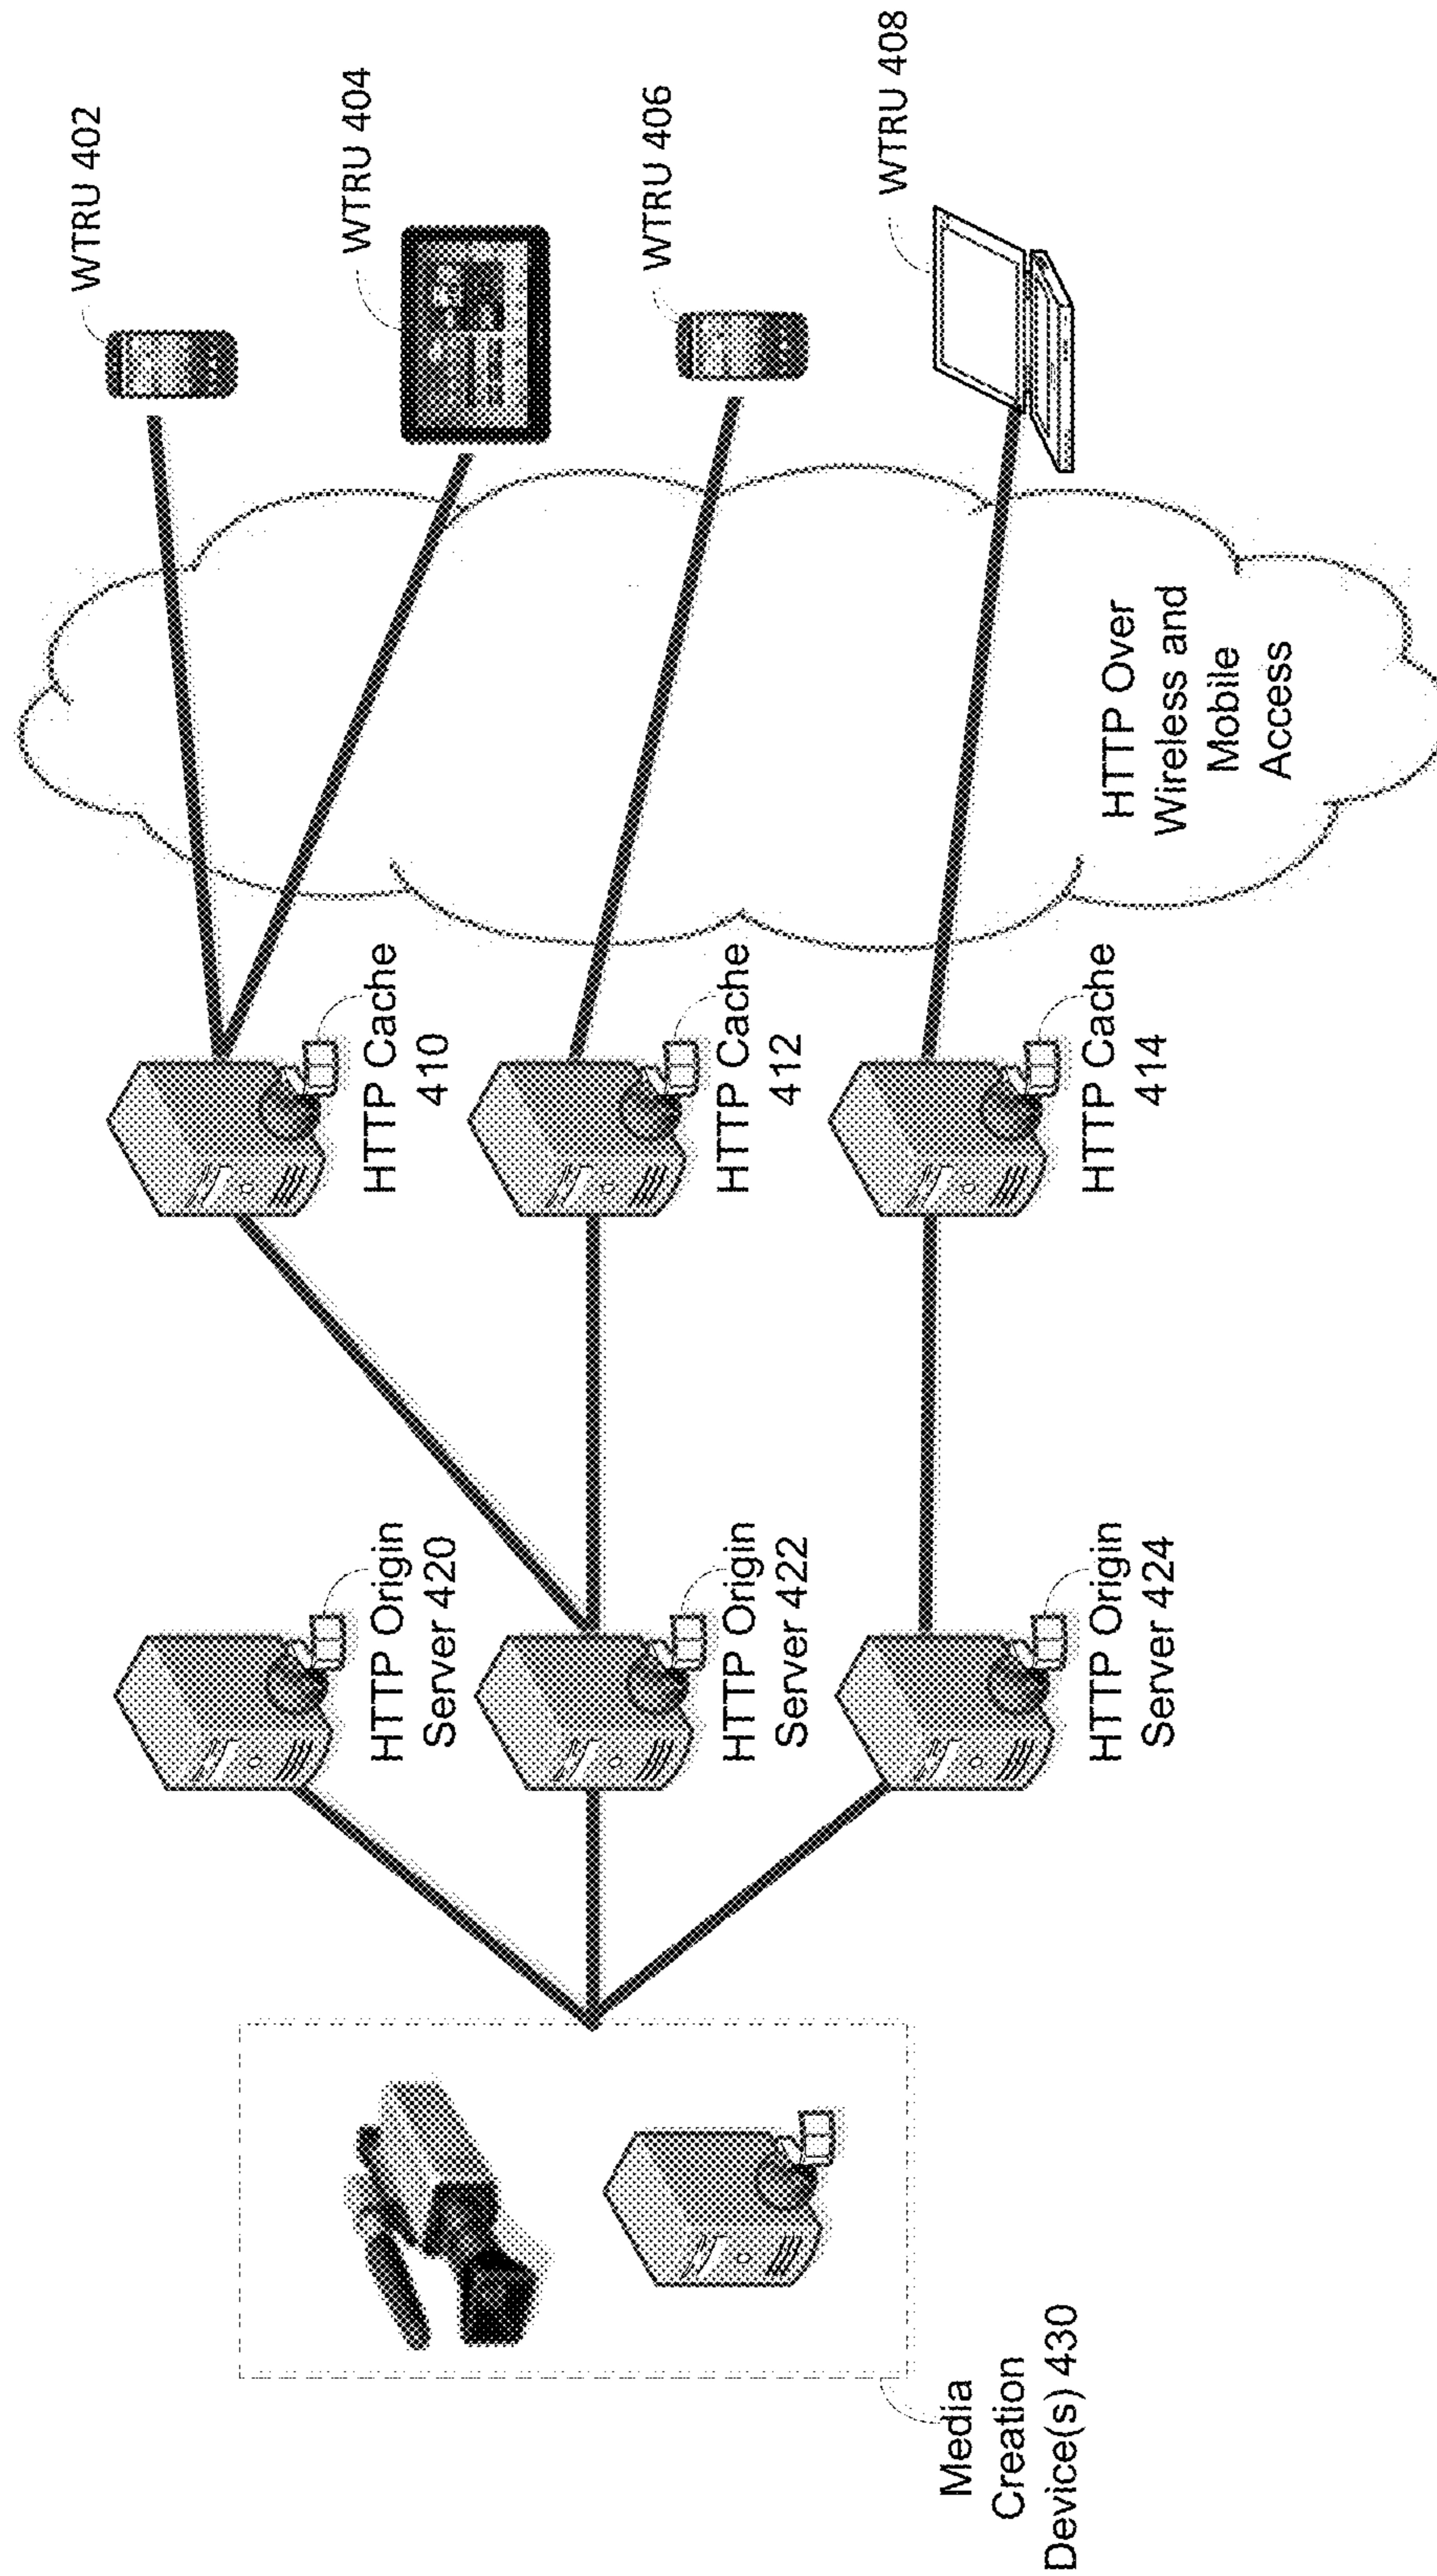 WTRU 402
WTRU 404
WTRU 406
WTRU 408
HTTP Over
Wireless and
Mobile
Access
HTTP Cache
410
HTTP Cache
412
HTTP Cache
414
HTTP Origin
Server 420
HTTP Origin
Server 422
HTTP Origin
Server 424
Media
Creation
Device(s) 430